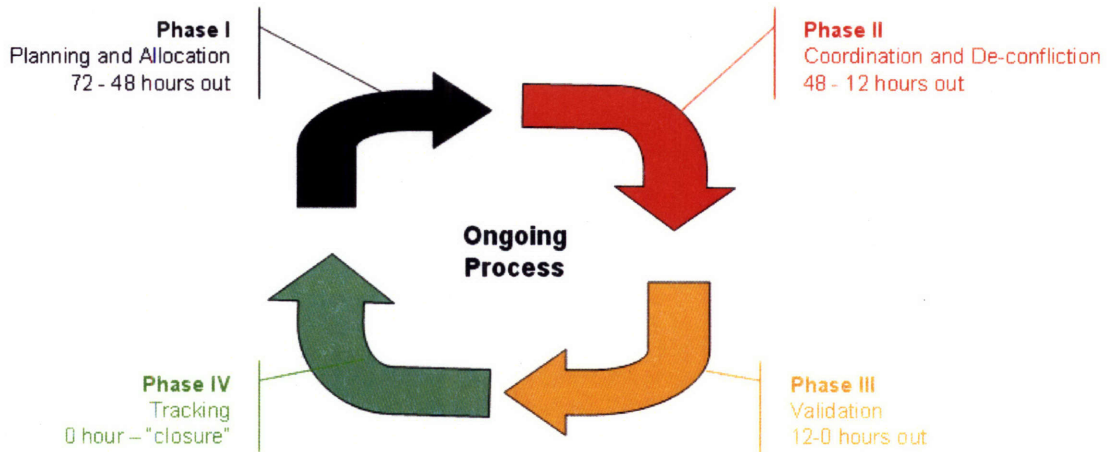 Phase I
Planning and Allocation
72 - 48 hours out
Phase II
Coordination and De-confliction
48 - 12 hours out
Ongoing
Process
Phase IV
Tracking
0 hour – "closure"
Phase III
Validation
12-0 hours out